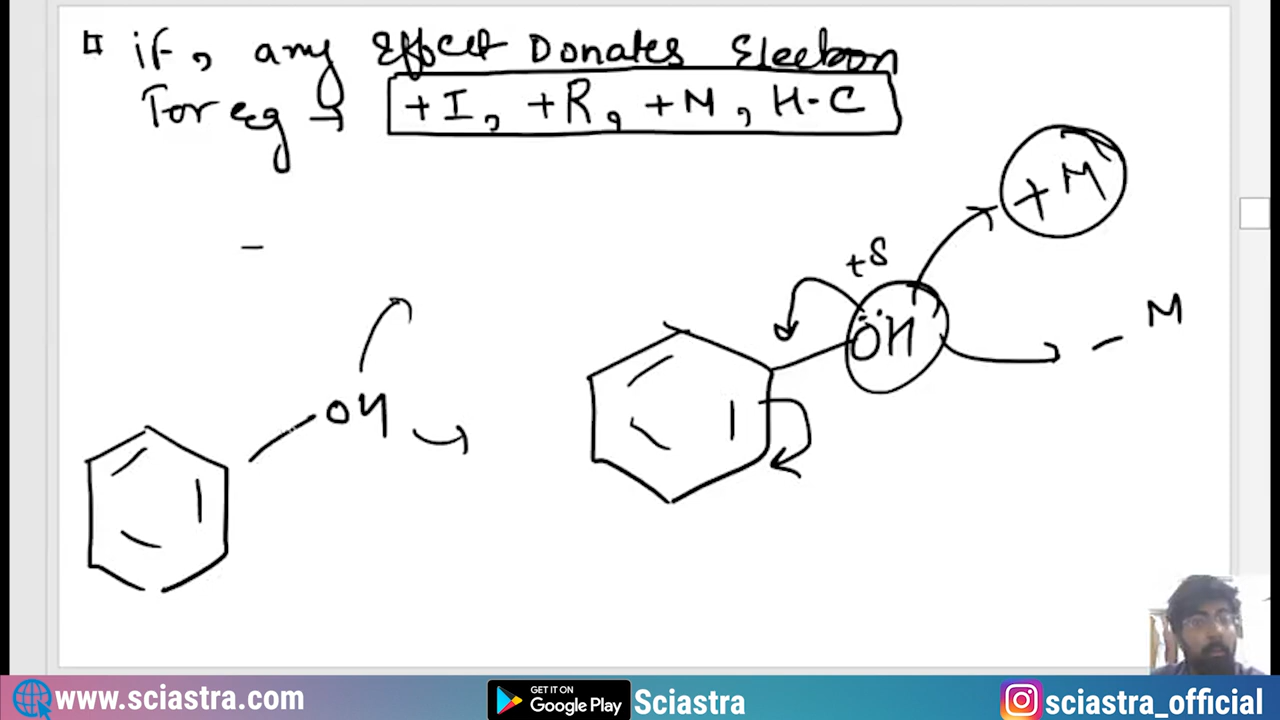 if, any Effect Donates Electron
For eg → +I, +R, +M, H.C
+M
+δ
ÖH
- M
-
OH
www.sciastra.com
GET IT ON
Google Play
Sciastra
sciastra_official